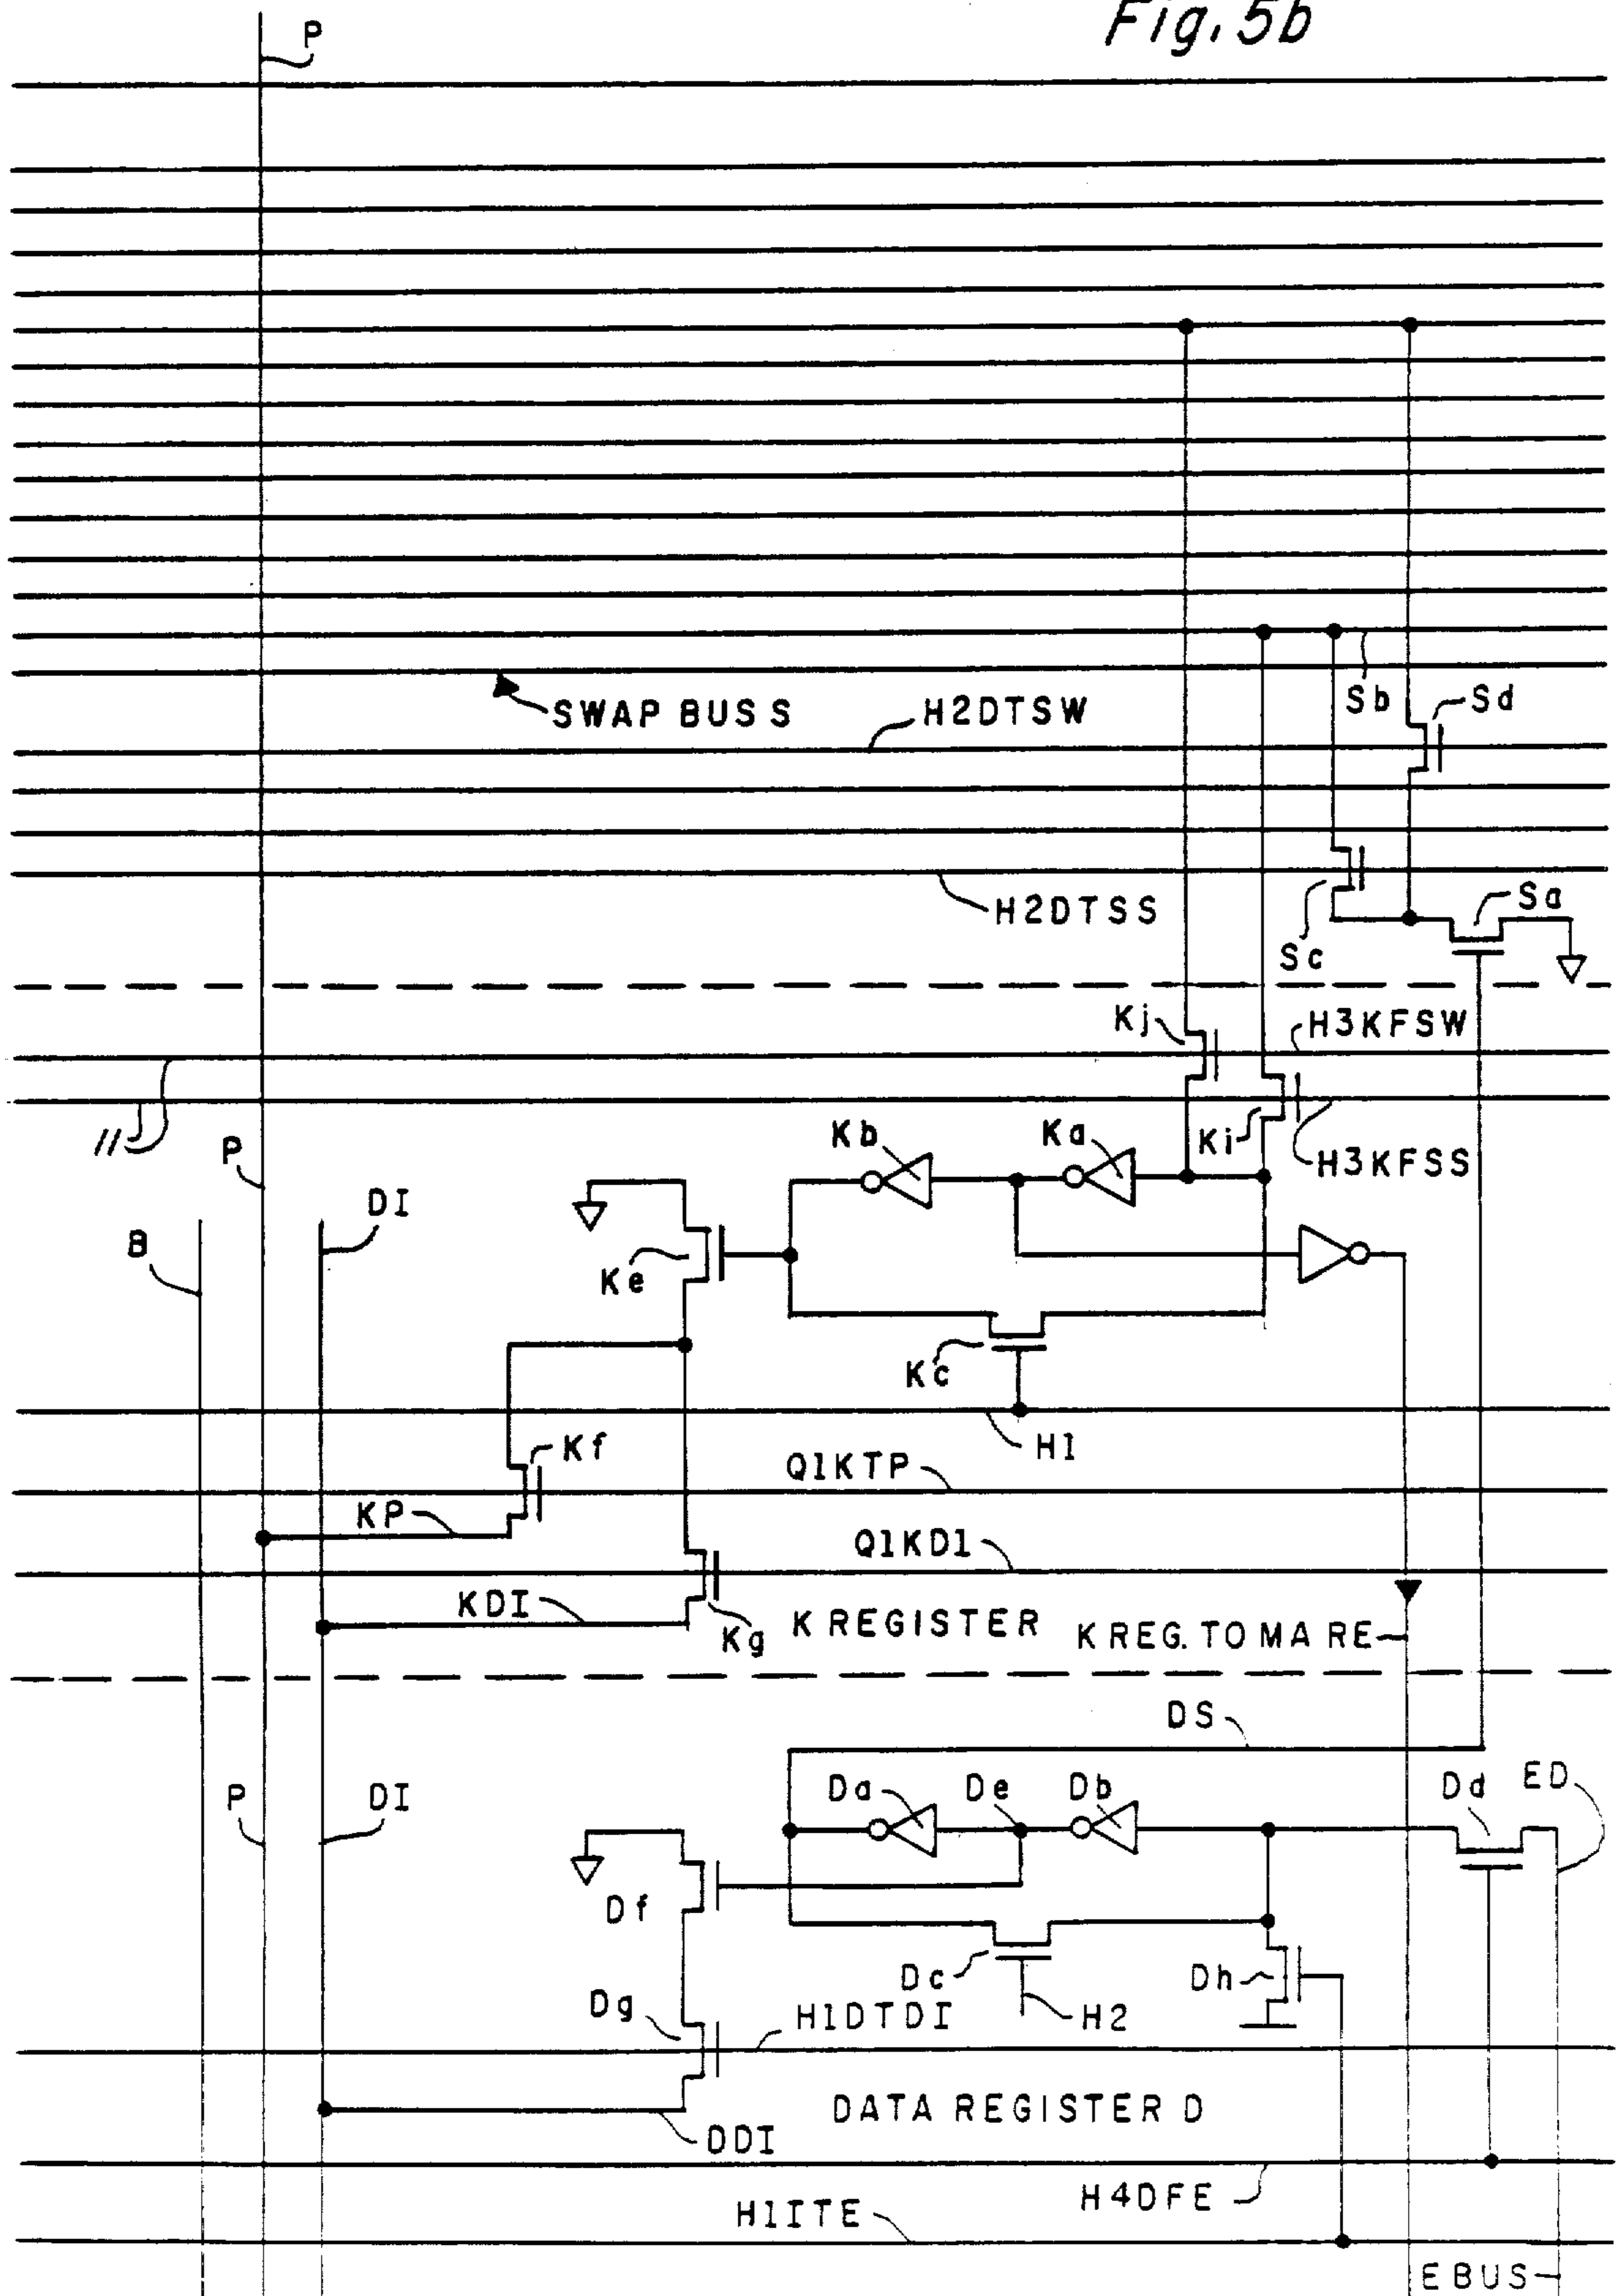 Fig. 5b
P
SWAP BUSS
H2DTSW
Sb
Sd
H2DTSS
Sc
Sa
Kj
H3KFSW
11
P
Kb
Ka
Ki
H3KFSS
DI
B
Ke
Kc
H1
Kf
Q1KTP
KP
Q1KD1
KDI
Kg
K REGISTER
K REG. TO MA RE
DS
P
DI
Da
De
Db
Dd
ED
Df
Dc
H2
Dh
Dg
H1DTDI
DATA REGISTER D
DDI
H4DFE
H1ITE
E BUS